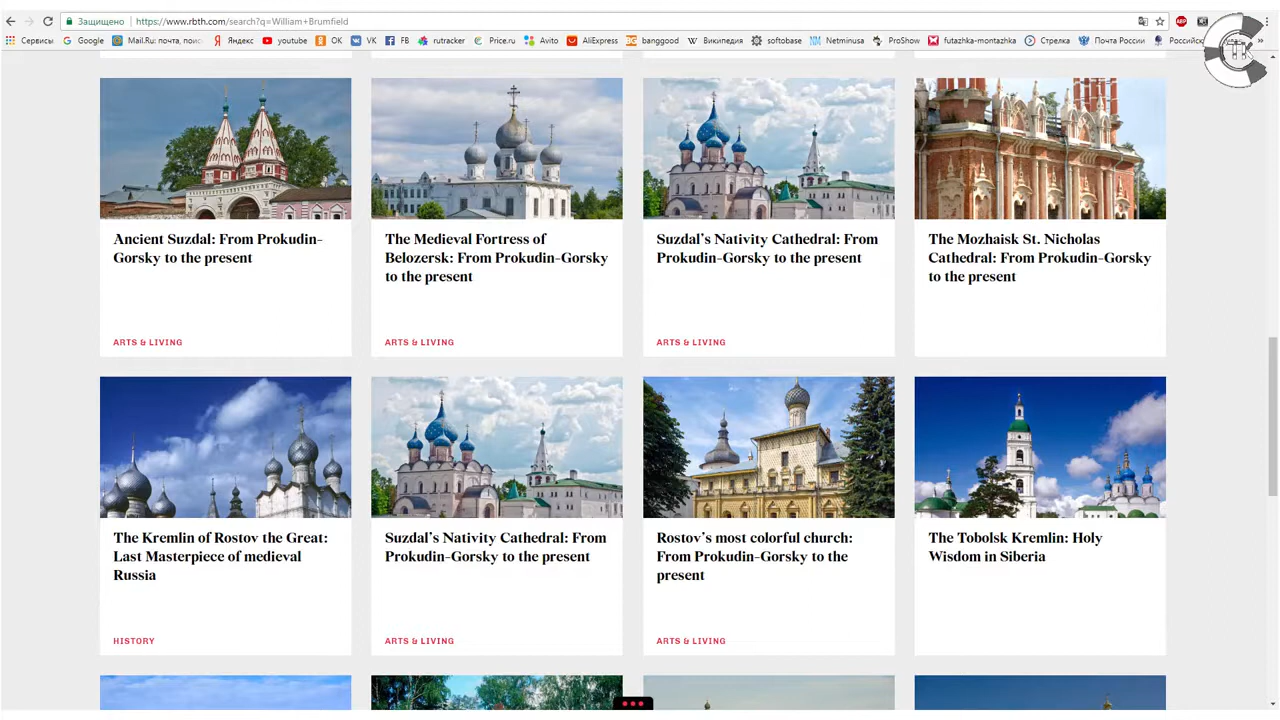 Защищено https://www.rbth.com/search?q=William+Brumfield
Сервисы Google Mail.Ru: почта, поис Яндекс youtube ОК VK FB rutracker Price.ru Avito AliExpress banggood Википедия softobase Netminusa ProShow futazhka-montazhka Стрелка Почта России Российск
Ancient Suzdal: From Prokudin-
Gorsky to the present
ARTS & LIVING
The Medieval Fortress of
Belozersk: From Prokudin-Gorsky
to the present
ARTS & LIVING
Suzdal's Nativity Cathedral: From
Prokudin-Gorsky to the present
ARTS & LIVING
The Mozhaisk St. Nicholas
Cathedral: From Prokudin-Gorsky
to the present
The Kremlin of Rostov the Great:
Last Masterpiece of medieval
Russia
HISTORY
Suzdal's Nativity Cathedral: From
Prokudin-Gorsky to the present
ARTS & LIVING
Rostov's most colorful church:
From Prokudin-Gorsky to the
present
ARTS & LIVING
The Tobolsk Kremlin: Holy
Wisdom in Siberia